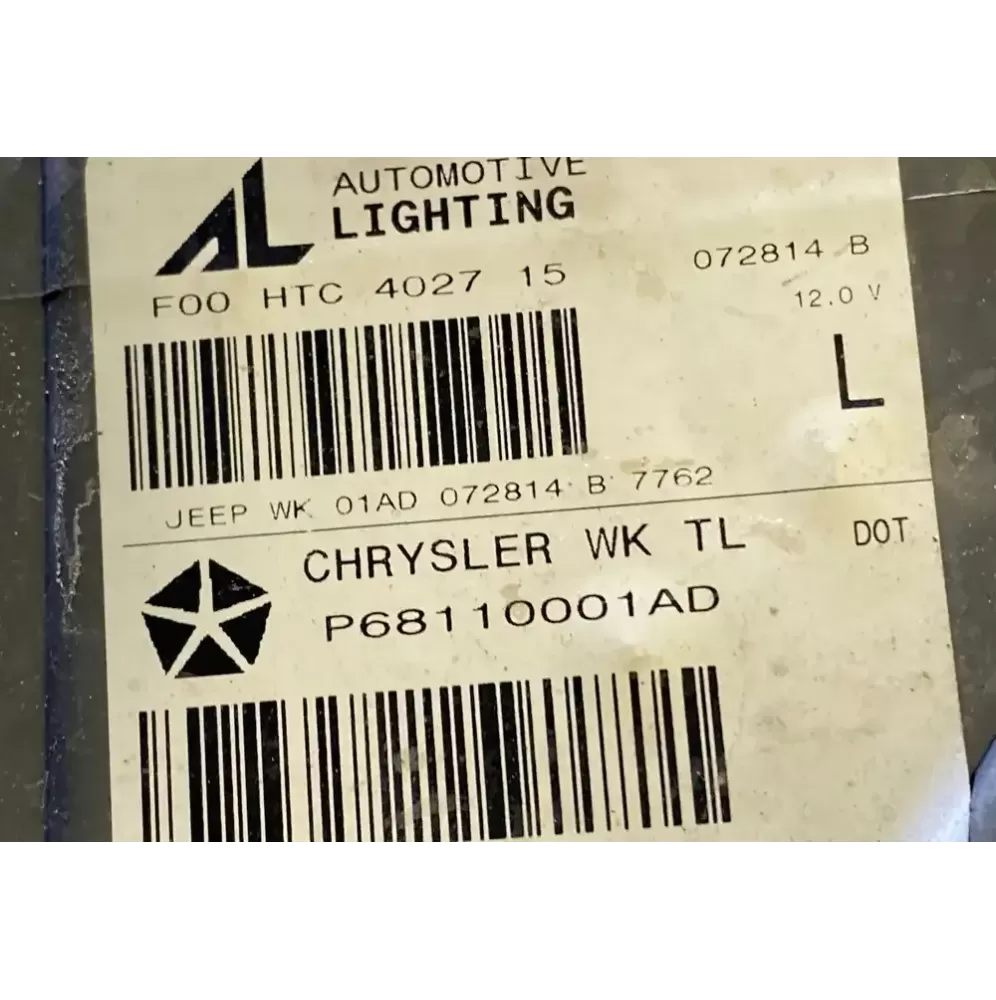 AL
AUTOMOTIVE
LIGHTING
F00 HTC 4027 15
072814 B
12.0 V
L
JEEP WK 01AD 072814 B 7762
CHRYSLER WK TL
DOT
P68110001AD